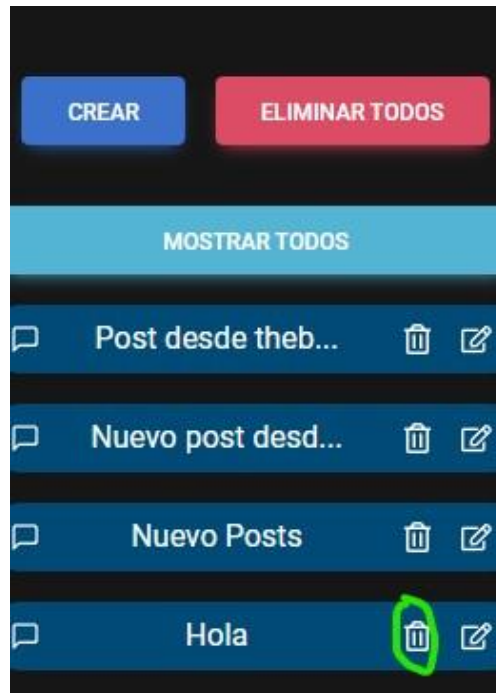 CREAR
ELIMINAR TODOS
MOSTRAR TODOS
Post desde theb...
Nuevo post desd...
Nuevo Posts
Hola